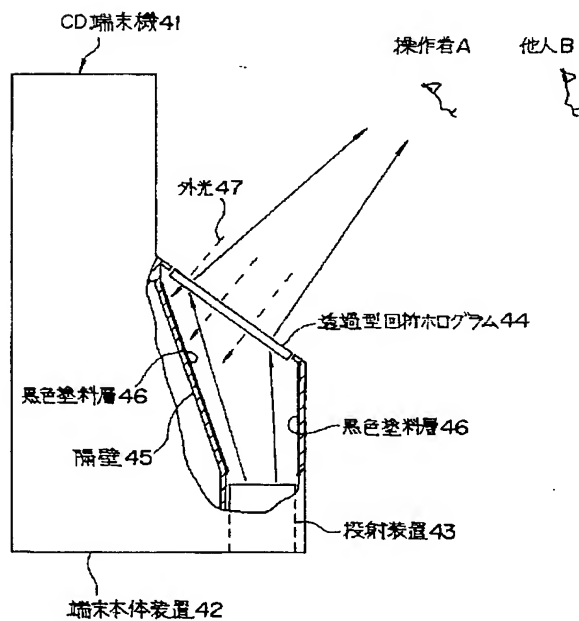 CD端末機41
操作者A
他人B
外光47
透過型回折ホログラム44
黒色塗料層46
黒色塗料層46
隔壁45
投射装置43
端末本体装置42